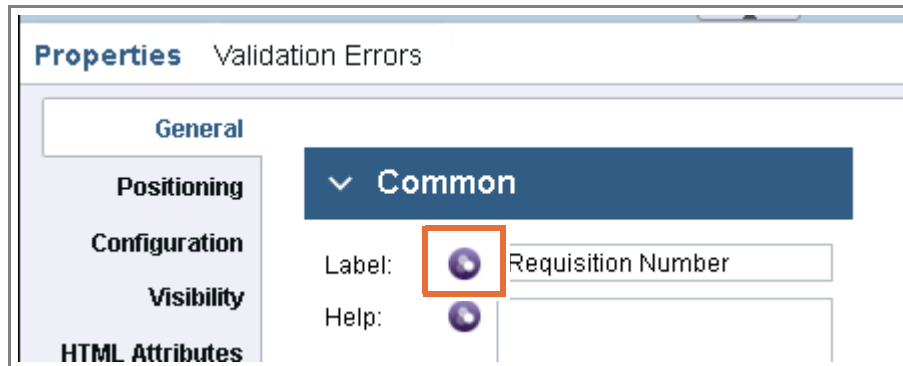 Properties Validation Errors
General
Positioning
Configuration
Visibility
HTML Attributes
Common
Label: Requisition Number
Help: